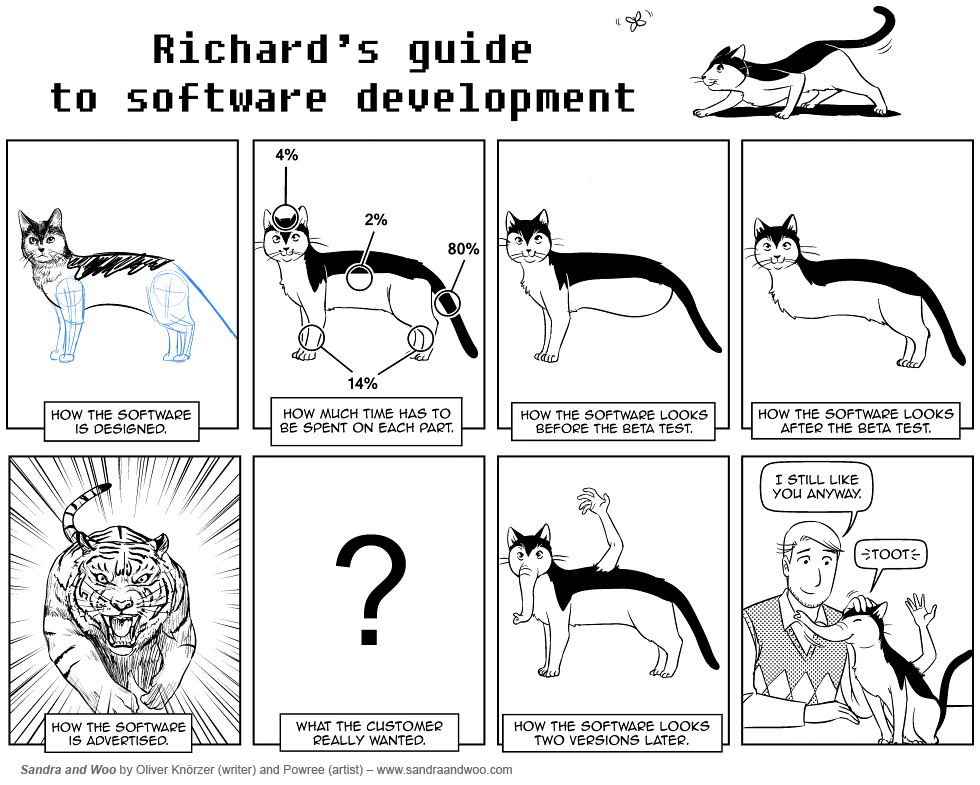 Richard's guide
to software development
4%
2%
80%
14%
HOW THE SOFTWARE
IS DESIGNED.
HOW MUCH TIME HAS TO
BE SPENT ON EACH PART.
HOW THE SOFTWARE LOOKS
BEFORE THE BETA TEST.
HOW THE SOFTWARE LOOKS
AFTER THE BETA TEST.
HOW THE SOFTWARE
IS ADVERTISED.
?
WHAT THE CUSTOMER
REALLY WANTED.
HOW THE SOFTWARE LOOKS
TWO VERSIONS LATER.
I STILL LIKE
YOU ANYWAY.
TOOT
Sandra and Woo by Oliver Knörzer (writer) and Powree (artist) – www.sandraandwoo.com